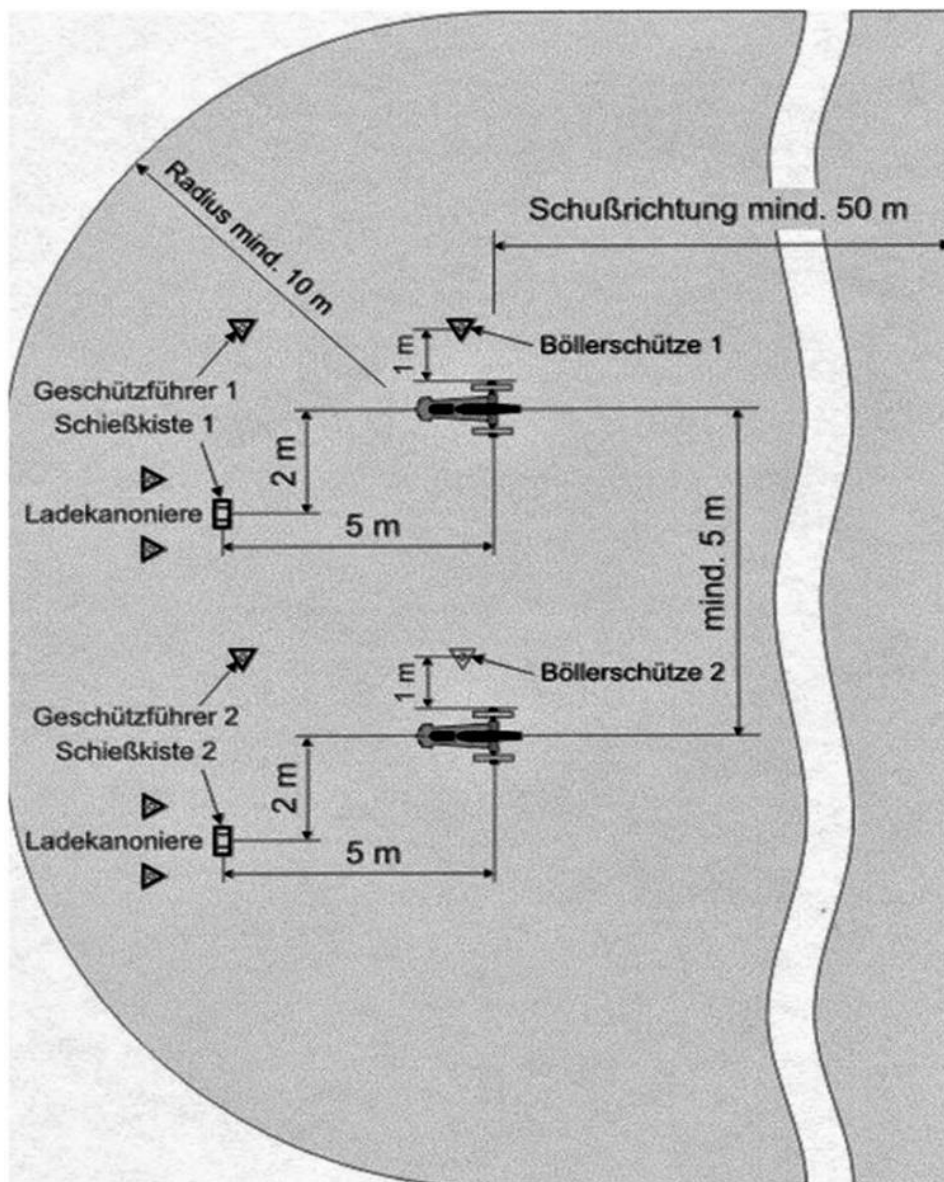 Radius mind. 10 m
Schußrichtung mind. 50 m
Böllerschütze 1
1 m
Geschützführer 1
Schießkiste 1
2 m
Ladekanoniere
5 m
mind. 5 m
Böllerschütze 2
1 m
Geschützführer 2
Schießkiste 2
2 m
Ladekanoniere
5 m